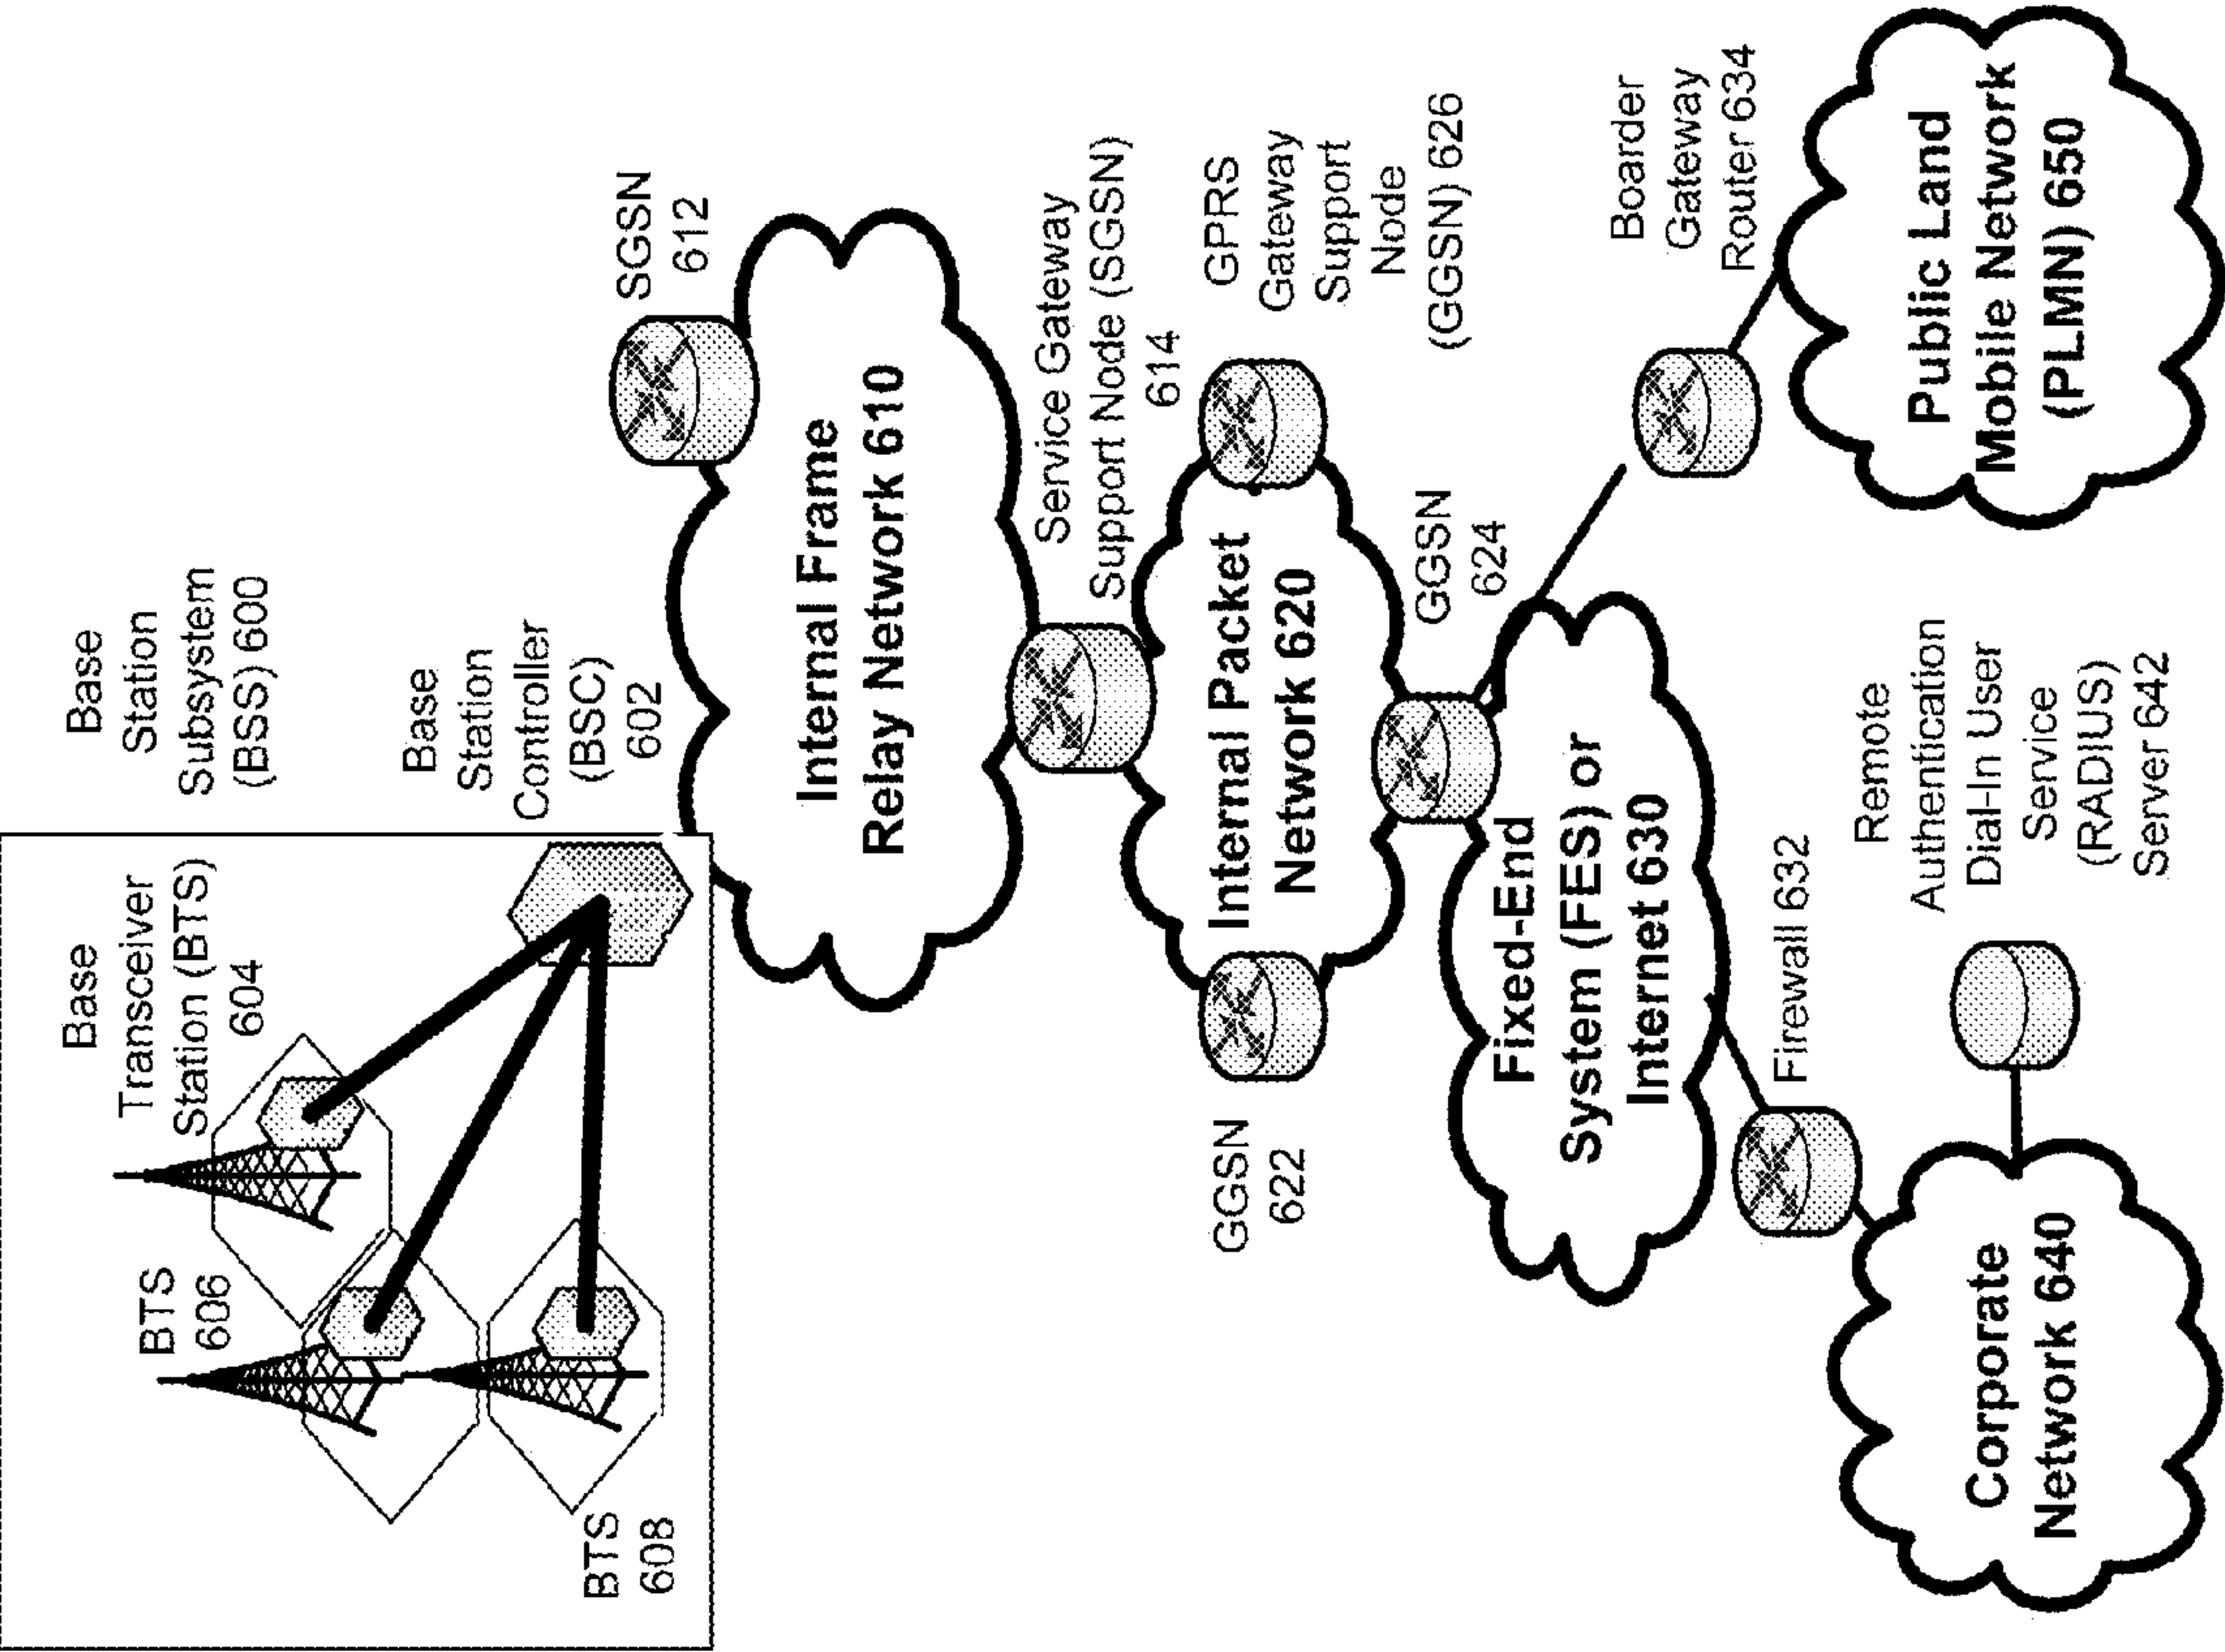 Base
Station
Subsystem
(BSS) 600
Base
Transceiver
Station (BTS)
604
BTS
606
BTS
608
Base
Station
Controller
(BSC)
602
SGSN
612
Internal Frame
Relay Network 610
Service Gateway
Support Node (SGSN)
614
GPRS
Gateway
Support
Node
(GGSN) 626
Internal Packet
Network 620
GGSN
622
GGSN
624
Boarder
Gateway
Router 634
Fixed-End
System (FES) or
Internet 630
Public Land
Mobile Network
(PLMN) 650
Firewall 632
Remote
Authentication
Dial-In User
Service
(RADIUS)
Server 642
Corporate
Network 640